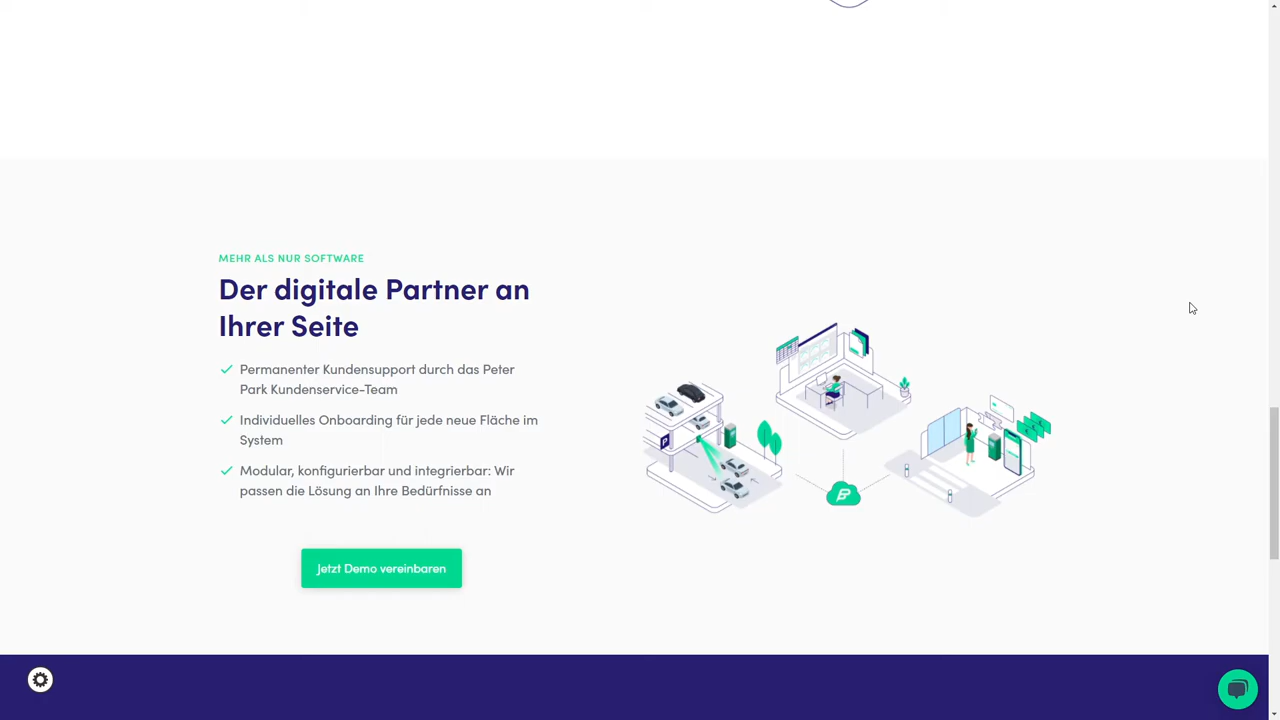 MEHR ALS NUR SOFTWARE
Der digitale Partner an
Ihrer Seite
Permanenter Kundensupport durch das Peter
Park Kundenservice-Team
Individuelles Onboarding für jede neue Fläche im
System
Modular, konfigurierbar und integrierbar: Wir
passen die Lösung an Ihre Bedürfnisse an
P
Jetzt Demo vereinbaren